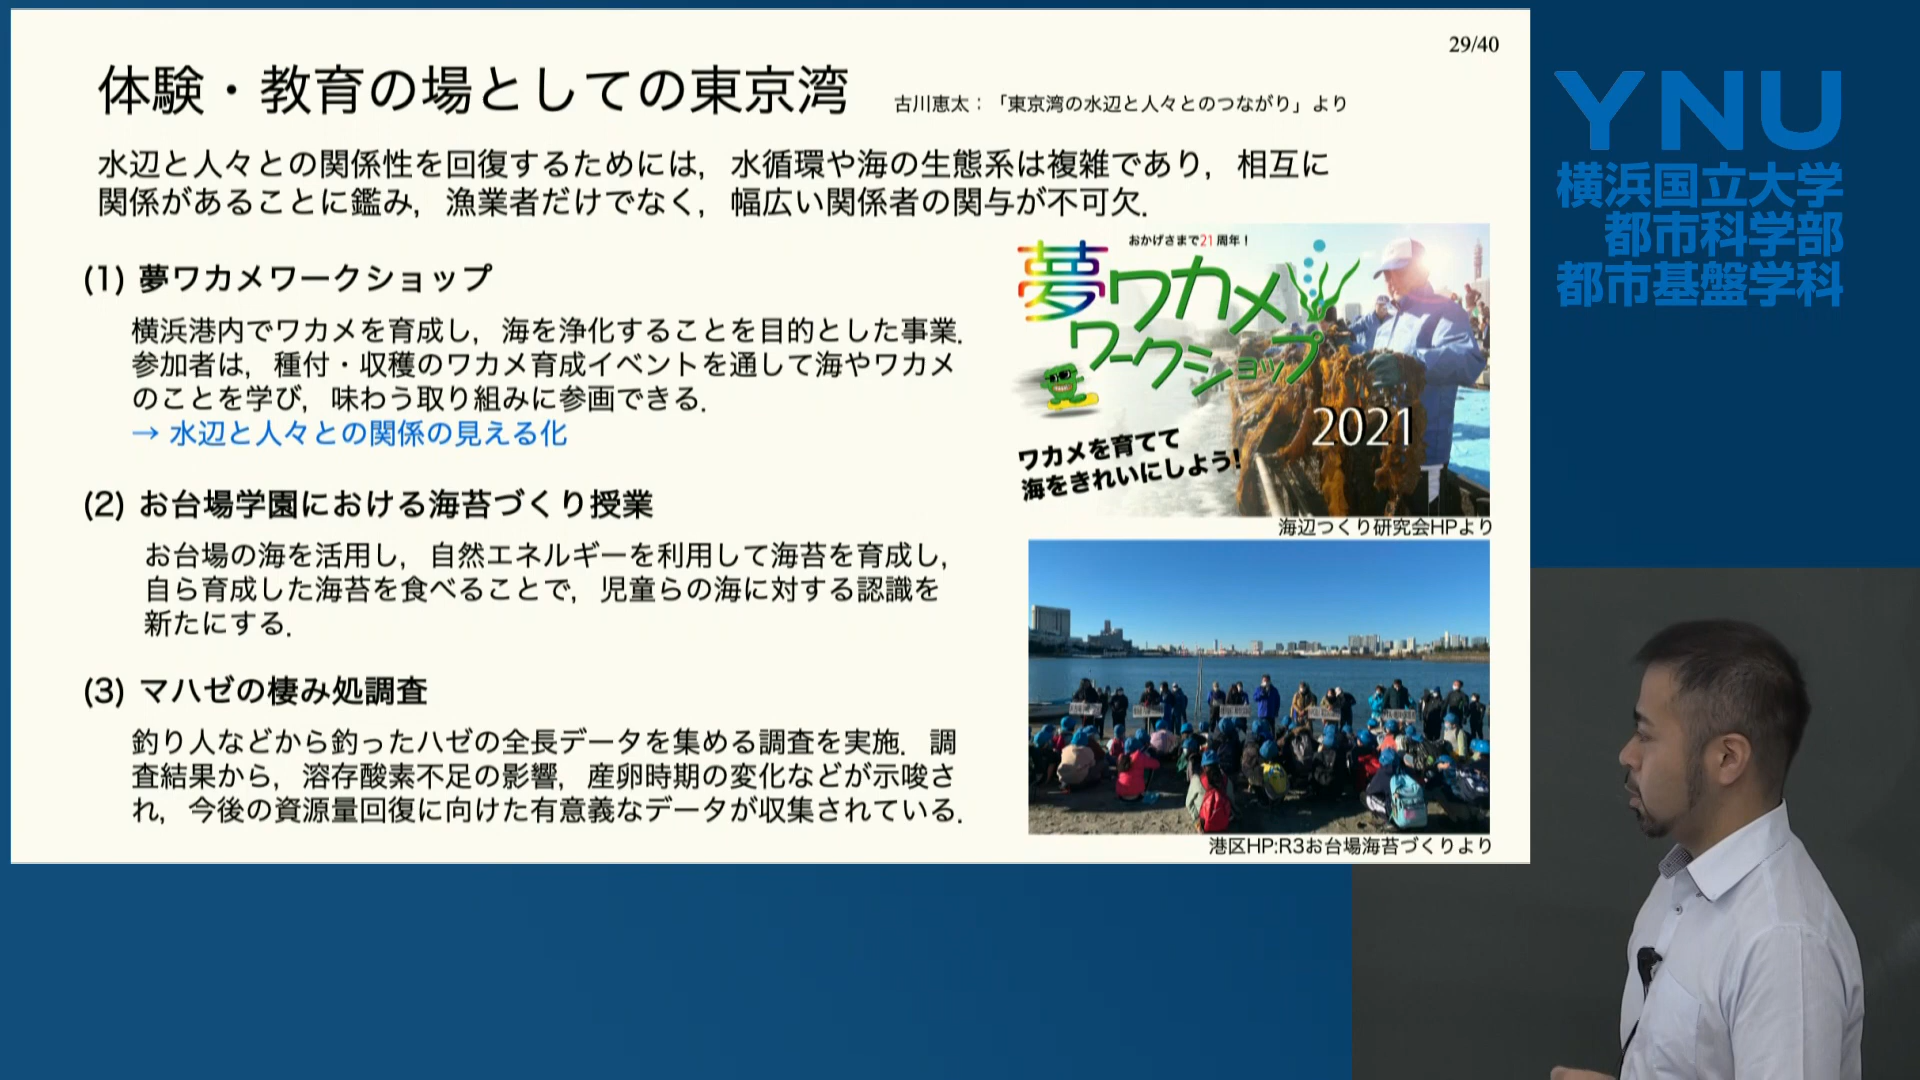 29/40
体験・教育の場としての東京湾
古川恵太：「東京湾の水辺と人々とのつながり」より
水辺と人々との関係性を回復するためには，水循環や海の生態系は複雑であり，相互に
関係があることに鑑み，漁業者だけでなく，幅広い関係者の関与が不可欠．
(1) 夢ワカメワークショップ
横浜港内でワカメを育成し，海を浄化することを目的とした事業．
参加者は，種付・収穫のワカメ育成イベントを通して海やワカメ
のことを学び，味わう取り組みに参画できる．
→ 水辺と人々との関係の見える化
(2) お台場学園における海苔づくり授業
お台場の海を活用し，自然エネルギーを利用して海苔を育成し，
自ら育成した海苔を食べることで，児童らの海に対する認識を
新たにする．
(3) マハゼの棲み処調査
釣り人などから釣ったハゼの全長データを集める調査を実施．調
査結果から，溶存酸素不足の影響，産卵時期の変化などが示唆さ
れ，今後の資源量回復に向けた有意義なデータが収集されている．
おかげさまで21周年！
夢ワカメ
ワークショップ
2021
ワカメを育てて
海をきれいにしよう!
海辺つくり研究会HPより
港区HP:R3お台場海苔づくりより
YNU
横浜国立大学
都市科学部
都市基盤学科